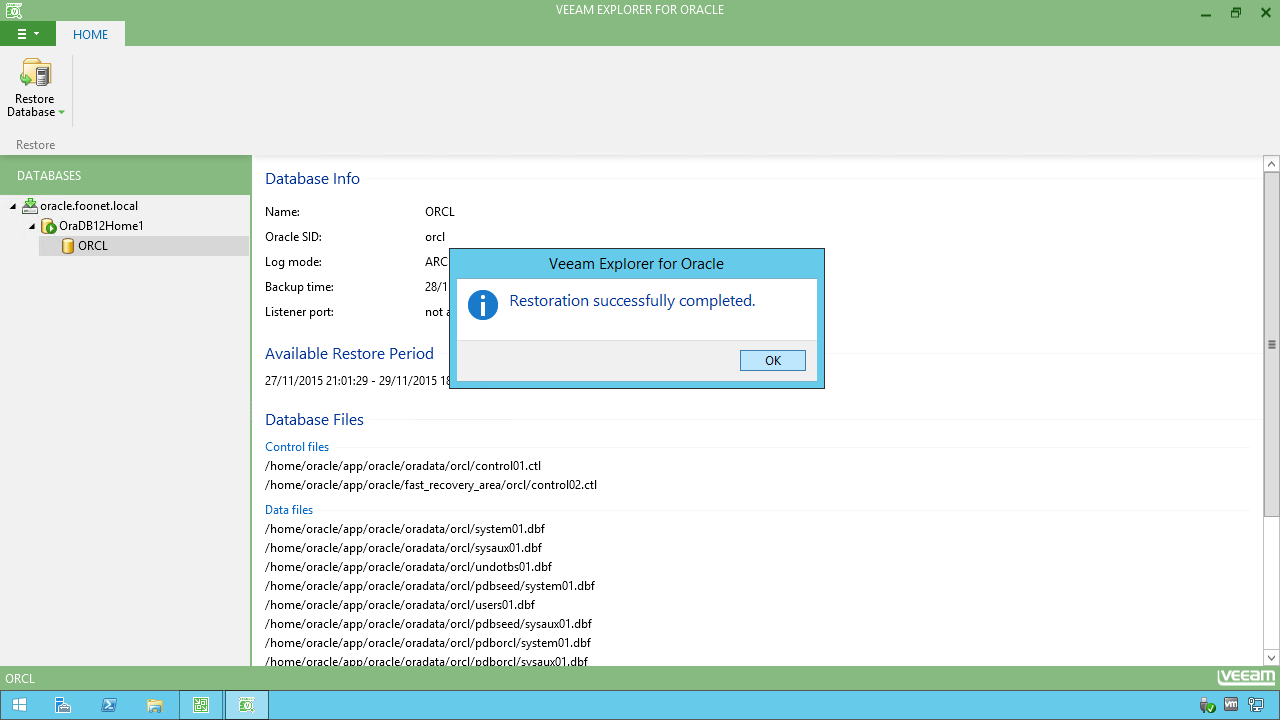 VEEAM EXPLORER FOR ORACLE
HOME
Restore
Database
Restore
DATABASES
oracle.foonet.local
OraDB12Home1
ORCL
Database Info
Name: ORCL
Oracle SID: orcl
Log mode: ARC
Backup time: 28/1
Listener port: not a
Veeam Explorer for Oracle
Restoration successfully completed.
OK
Available Restore Period
27/11/2015 21:01:29 - 29/11/2015 18
Database Files
Control files
/home/oracle/app/oracle/oradata/orcl/control01.ctl
/home/oracle/app/oracle/fast_recovery_area/orcl/control02.ctl
Data files
/home/oracle/app/oracle/oradata/orcl/system01.dbf
/home/oracle/app/oracle/oradata/orcl/sysaux01.dbf
/home/oracle/app/oracle/oradata/orcl/undotbs01.dbf
/home/oracle/app/oracle/oradata/orcl/pdbseed/system01.dbf
/home/oracle/app/oracle/oradata/orcl/users01.dbf
/home/oracle/app/oracle/oradata/orcl/pdbseed/sysaux01.dbf
/home/oracle/app/oracle/oradata/orcl/pdborcl/system01.dbf
/home/oracle/app/oracle/oradata/orcl/pdborcl/sysaux01.dbf
ORCL
veeam
vm